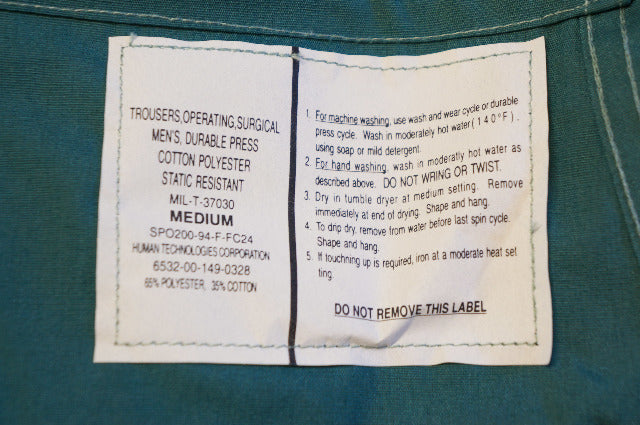 TROUSERS,OPERATING,SURGICAL
MEN'S, DURABLE PRESS
COTTON POLYESTER
STATIC RESISTANT
MIL-T-37030
MEDIUM
SPO200-94-F-FC24
HUMAN TECHNOLOGIES CORPORATION
6532-00-149-0328
65% POLYESTER, 35% COTTON
1. For machine washing, use wash and wear cycle or durable
press cycle. Wash in moderately hot water (140°F).
using soap or mild detergent.
2. For hand washing, wash in moderatly hot water as
described above. DO NOT WRING OR TWIST.
3. Dry in tumble dryer at medium setting. Remove
immediately at end of drying. Shape and hang.
4. To drip dry, remove from water before last spin cycle.
Shape and hang.
5. If touchning up is required, iron at a moderate heat set
ting.
DO NOT REMOVE THIS LABEL